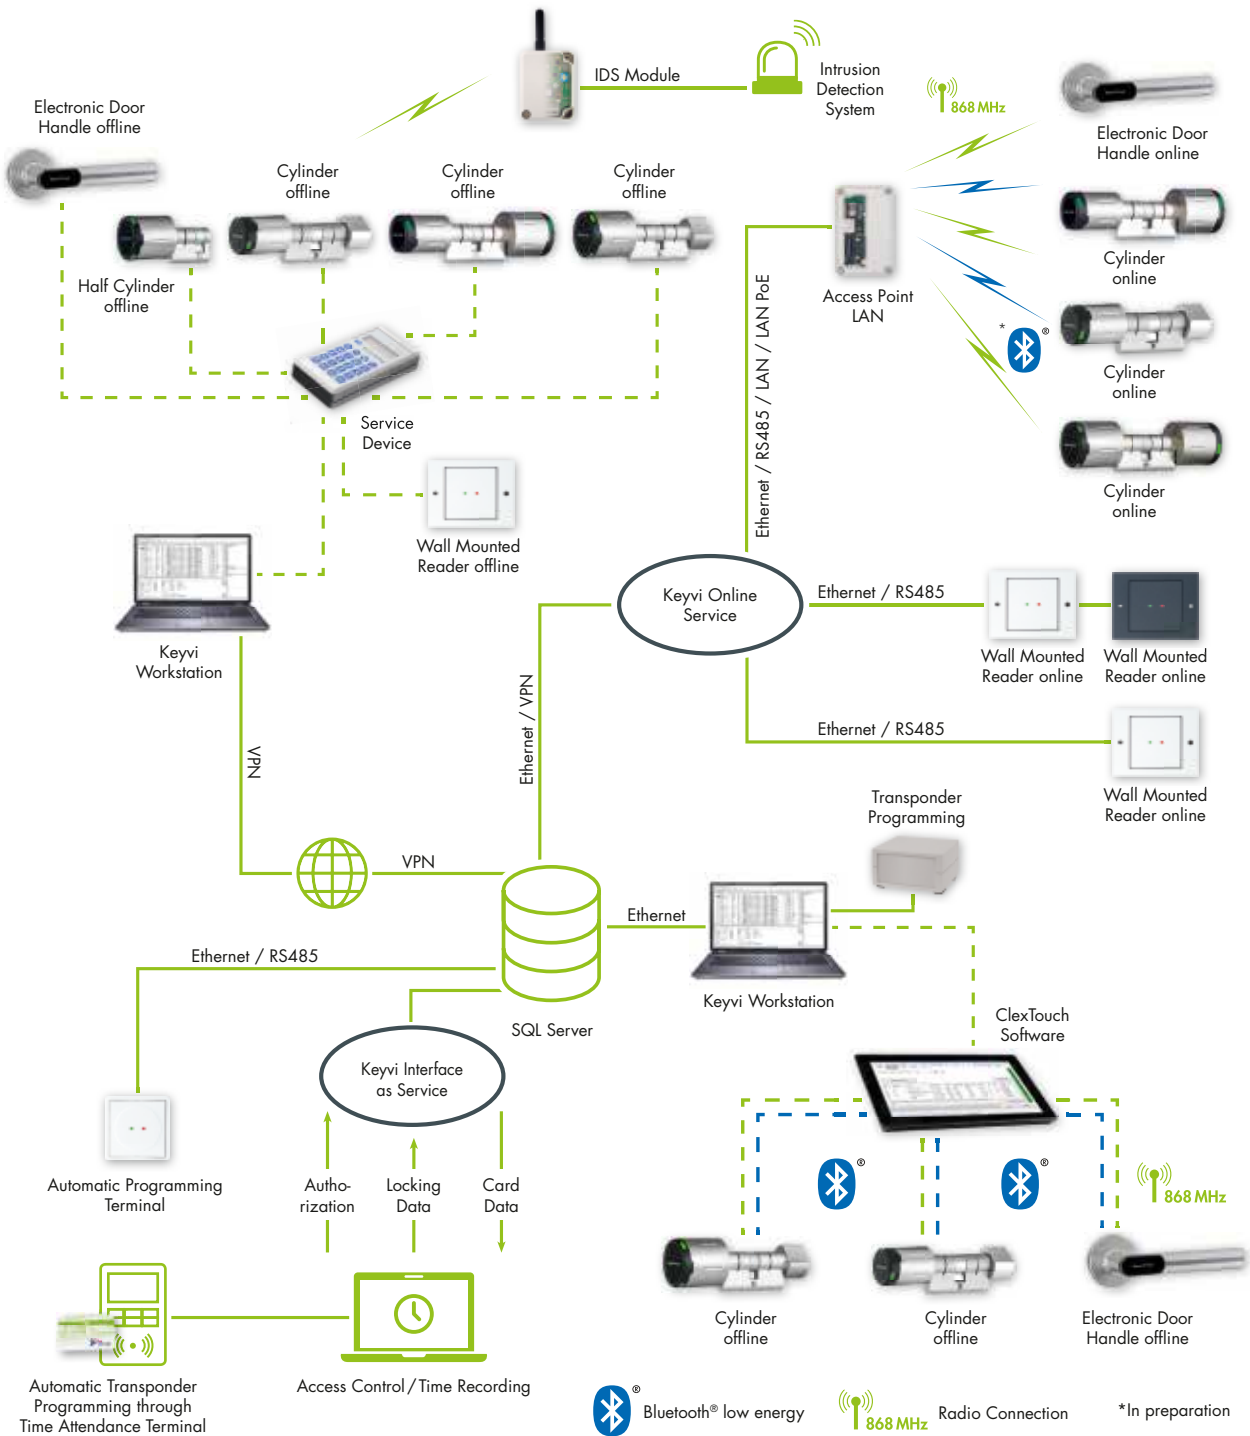 IDS Module
Intrusion
Detection
System
868 MHz
Electronic Door
Handle offline
Electronic Door
Handle online
Cylinder
offline
Cylinder
offline
Cylinder
offline
Half Cylinder
offline
Access Point
LAN
Cylinder
online
*
®
Cylinder
online
Cylinder
online
Service
Device
Ethernet / RS485 / LAN / LAN PoE
Wall Mounted
Reader offline
Keyvi
Workstation
Keyvi Online
Service
Ethernet / RS485
Wall Mounted
Reader online
Wall Mounted
Reader online
Ethernet / VPN
VPN
Ethernet / RS485
Wall Mounted
Reader online
Transponder
Programming
VPN
Ethernet
Ethernet / RS485
Keyvi Workstation
SQL Server
ClexTouch
Software
Keyvi Interface
as Service
®
®
868 MHz
Automatic Programming
Terminal
Autho-
rization
Locking
Data
Card
Data
Cylinder
offline
Cylinder
offline
Electronic Door
Handle offline
Automatic Transponder
Programming through
Time Attendance Terminal
Access Control / Time Recording
®
Bluetooth® low energy
868 MHz
Radio Connection
*In preparation